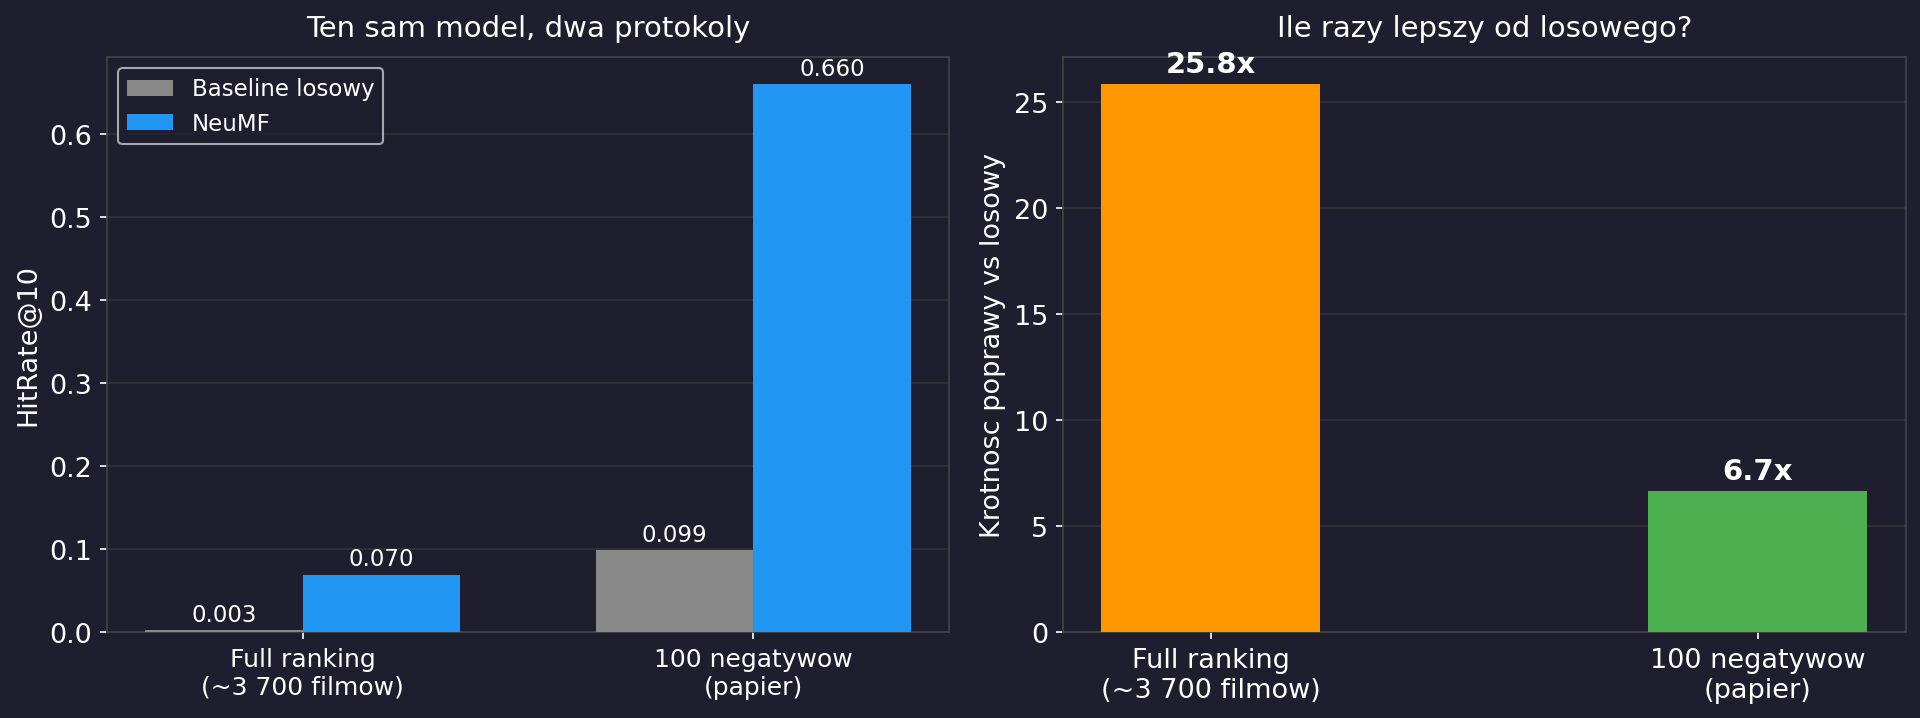 Ten sam model, dwa protokoly
Baseline losowy
NeuMF
HitRate@10
0.6
0.5
0.4
0.3
0.2
0.1
0.0
0.003
0.070
0.099
0.660
Full ranking
(~3 700 filmow)
100 negatywow
(papier)
Ile razy lepszy od losowego?
Krotnosc poprawy vs losowy
25
20
15
10
5
0
25.8x
6.7x
Full ranking
(~3 700 filmow)
100 negatywow
(papier)